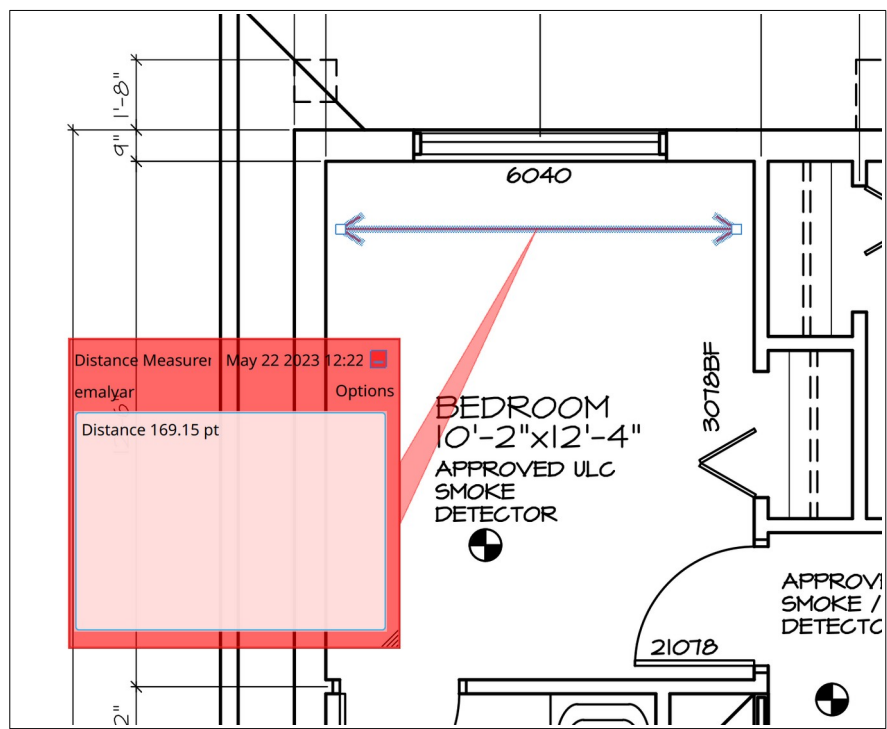 1'-8"
9"
6040
Distance Measurer May 22 2023 12:22
emalyar Options
Distance 169.15 pt
3078BF
BEDROOM
10'-2"x12'-4"
APPROVED ULC
SMOKE
DETECTOR
APPROV
SMOKE /
DETECTO
21078
2"